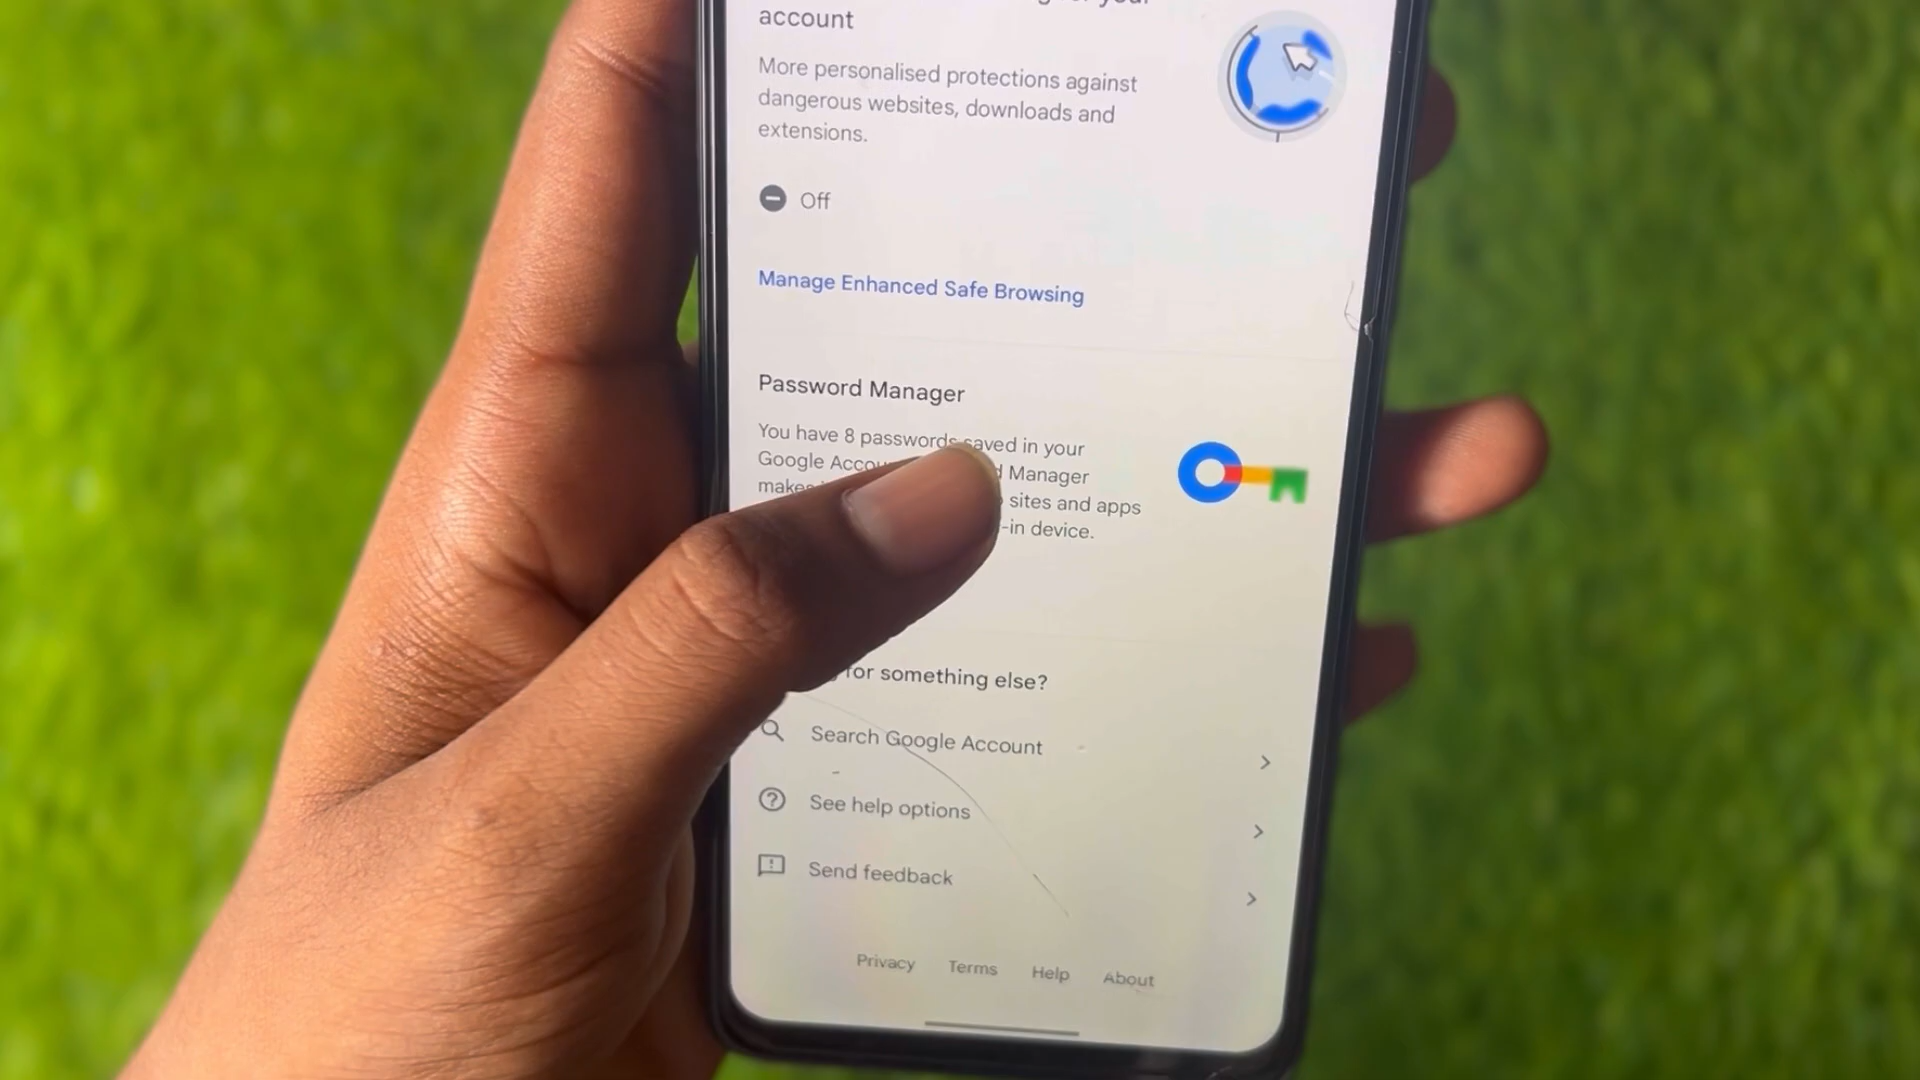 account
More personalised protections against
dangerous websites, downloads and
extensions.
Off
Manage Enhanced Safe Browsing
Password Manager
You have 8 passwords saved in your
Google Manager
sites and apps
-in device.
for something else?
Search Google Account
See help options
Send feedback
Privacy Terms Help About